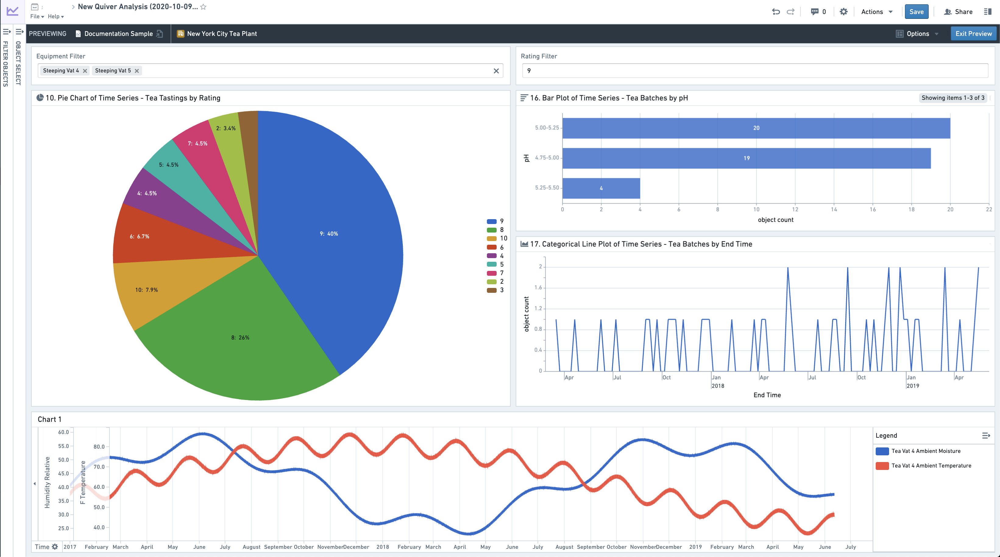 New Quiver Analysis (2020-10-09...
File Help
0
Actions
Save
Share
FILTER OBJECTS
OBJECT SELECT
PREVIEWING
Documentation Sample
New York City Tea Plant
Options
Exit Preview
Equipment Filter
Steeping Vat 4
Steeping Vat 5
Rating Filter
9
10. Pie Chart of Time Series - Tea Tastings by Rating
2: 3.4%
7: 4.5%
5: 4.5%
4: 4.5%
6: 6.7%
9: 40%
10: 7.9%
8: 26%
9
8
10
6
4
5
7
2
3
16. Bar Plot of Time Series - Tea Batches by pH
Showing items 1-3 of 3
pH
5.00-5.25
20
4.75-5.00
19
5.25-5.50
4
0 2 4 6 8 10 12 14 16 18 20 22
object count
17. Categorical Line Plot of Time Series - Tea Batches by End Time
object count
2
1.6
1.2
0.8
0.4
0
Apr Jul Oct Jan Apr Jul Oct Jan Apr
2018 2019
End Time
Chart 1
Humidity Relative
60.0
55.0
50.0
45.0
40.0
35.0
30.0
25.0
F Temperature
80.0
70.0
60.0
50.0
40.0
Time
2017 February March April May June July August September October November December 2018 February March April May June July August September October November December 2019 February March April May June July
Legend
Tea Vat 4 Ambient Moisture
Tea Vat 4 Ambient Temperature